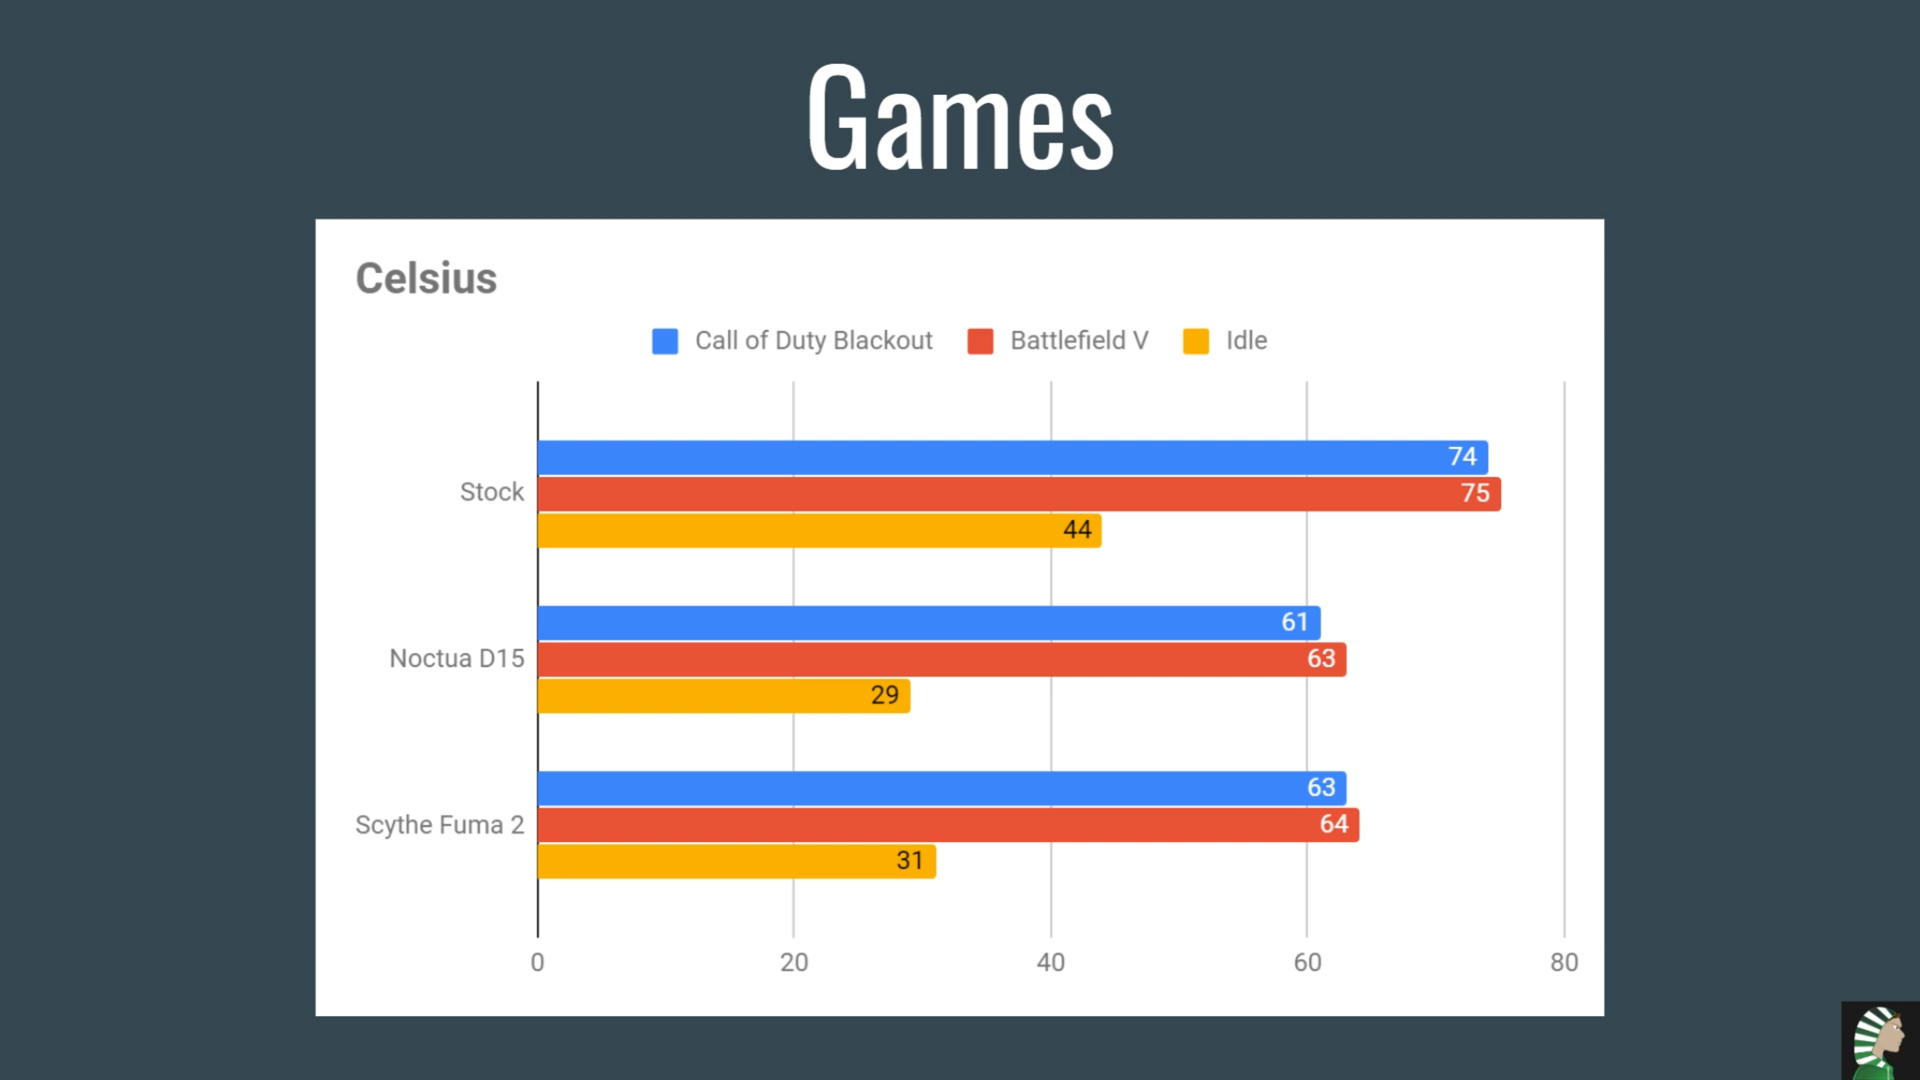 Games
Celsius
Call of Duty Blackout Battlefield V Idle
Stock 74 75 44
Noctua D15 61 63 29
Scythe Fuma 2 63 64 31
0 20 40 60 80